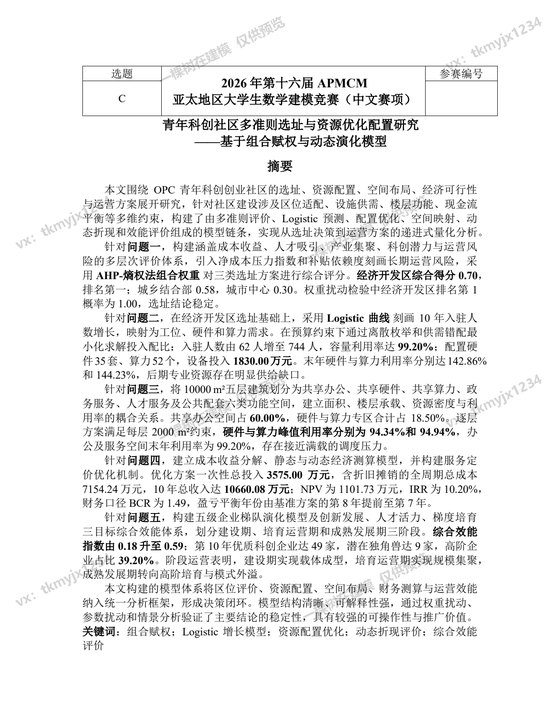 选题
C
2026 年第十六届 APMCM
亚太地区大学生数学建模竞赛（中文赛项）
参赛编号
青年科创社区多准则选址与资源优化配置研究
——基于组合赋权与动态演化模型
摘要
本文围绕 OPC 青年科创创业社区的选址、资源配置、空间布局、经济可行性
与运营方案展开研究，针对社区建设涉及区位适配、设施供需、楼层功能、现金流
平衡等多维约束，构建了由多准则评价、Logistic 预测、配置优化、空间映射、动
态折现和效能评价组成的模型链条，实现从选址决策到运营方案的递进式量化分析。
针对问题一，构建涵盖成本收益、人才吸引、产业集聚、科创潜力与运营风
险的多层次评价体系，引入净成本压力指数和补贴依赖度刻画长期运营风险，采
用 AHP-熵权法组合权重 对三类选址方案进行综合评分。经济开发区综合得分 0.70，
排名第一；城乡结合部 0.58，城市中心 0.30。权重扰动检验中经济开发区排名第 1
概率为 1.00，选址结论稳定。
针对问题二，在经济开发区选址基础上，采用 Logistic 曲线 刻画 10 年入驻人
数增长，映射为工位、硬件和算力需求。在预算约束下通过离散枚举和供需错配最
小化求解投入配比：入驻人数由 62 人增至 744 人，容量利用率达 99.20%；配置硬
件 35 套、算力 52 个，设备投入 1830.00 万元。末年硬件与算力利用率分别达 142.86%
和 144.23%，后期专业资源存在明显供给缺口。
针对问题三，将 10000 m²五层建筑划分为共享办公、共享硬件、共享算力、政
务服务、人才服务及公共配套六类功能空间，建立面积、楼层承载、资源密度与利
用率的耦合关系。共享办公空间占 60.00%，硬件与算力专区合计占 18.50%。逐层
方案满足每层 2000 m²约束，硬件与算力峰值利用率分别为 94.34%和 94.94%，办
公及服务空间末年利用率为 99.20%，存在接近满载的调度压力。
针对问题四，建立成本收益分解、静态与动态经济测算模型，并构建服务定
价优化机制。优化方案一次性总投入 3575.00 万元，含折旧摊销的全周期总成本
7154.24 万元，10 年总收入达 10660.08 万元；NPV 为 1101.73 万元，IRR 为 10.20%，
财务口径 BCR 为 1.49，盈亏平衡年份由基准方案的第 8 年提前至第 7 年。
针对问题五，构建五级企业梯队演化模型及创新发展、人才活力、梯度培育
三目标综合效能体系，划分建设期、培育运营期和成熟发展期三阶段。综合效能
指数由 0.18 升至 0.59；第 10 年优质科创企业达 49 家，潜在独角兽达 9 家，高阶企
业占比 39.20%。阶段运营表明，建设期实现载体成型，培育运营期实现规模集聚，
成熟发展期转向高阶培育与模式外溢。
本文构建的模型体系将区位评价、资源配置、空间布局、财务测算与运营效能
纳入统一分析框架，形成决策闭环。模型结构清晰、可解释性强，通过权重扰动、
参数扰动和情景分析验证了主要结论的稳定性，具有较强的可操作性与推广价值。
关键词：组合赋权；Logistic 增长模型；资源配置优化；动态折现评价；综合效能
评价
一棵树在建模 仅供预览
vx：tkmyjx1234